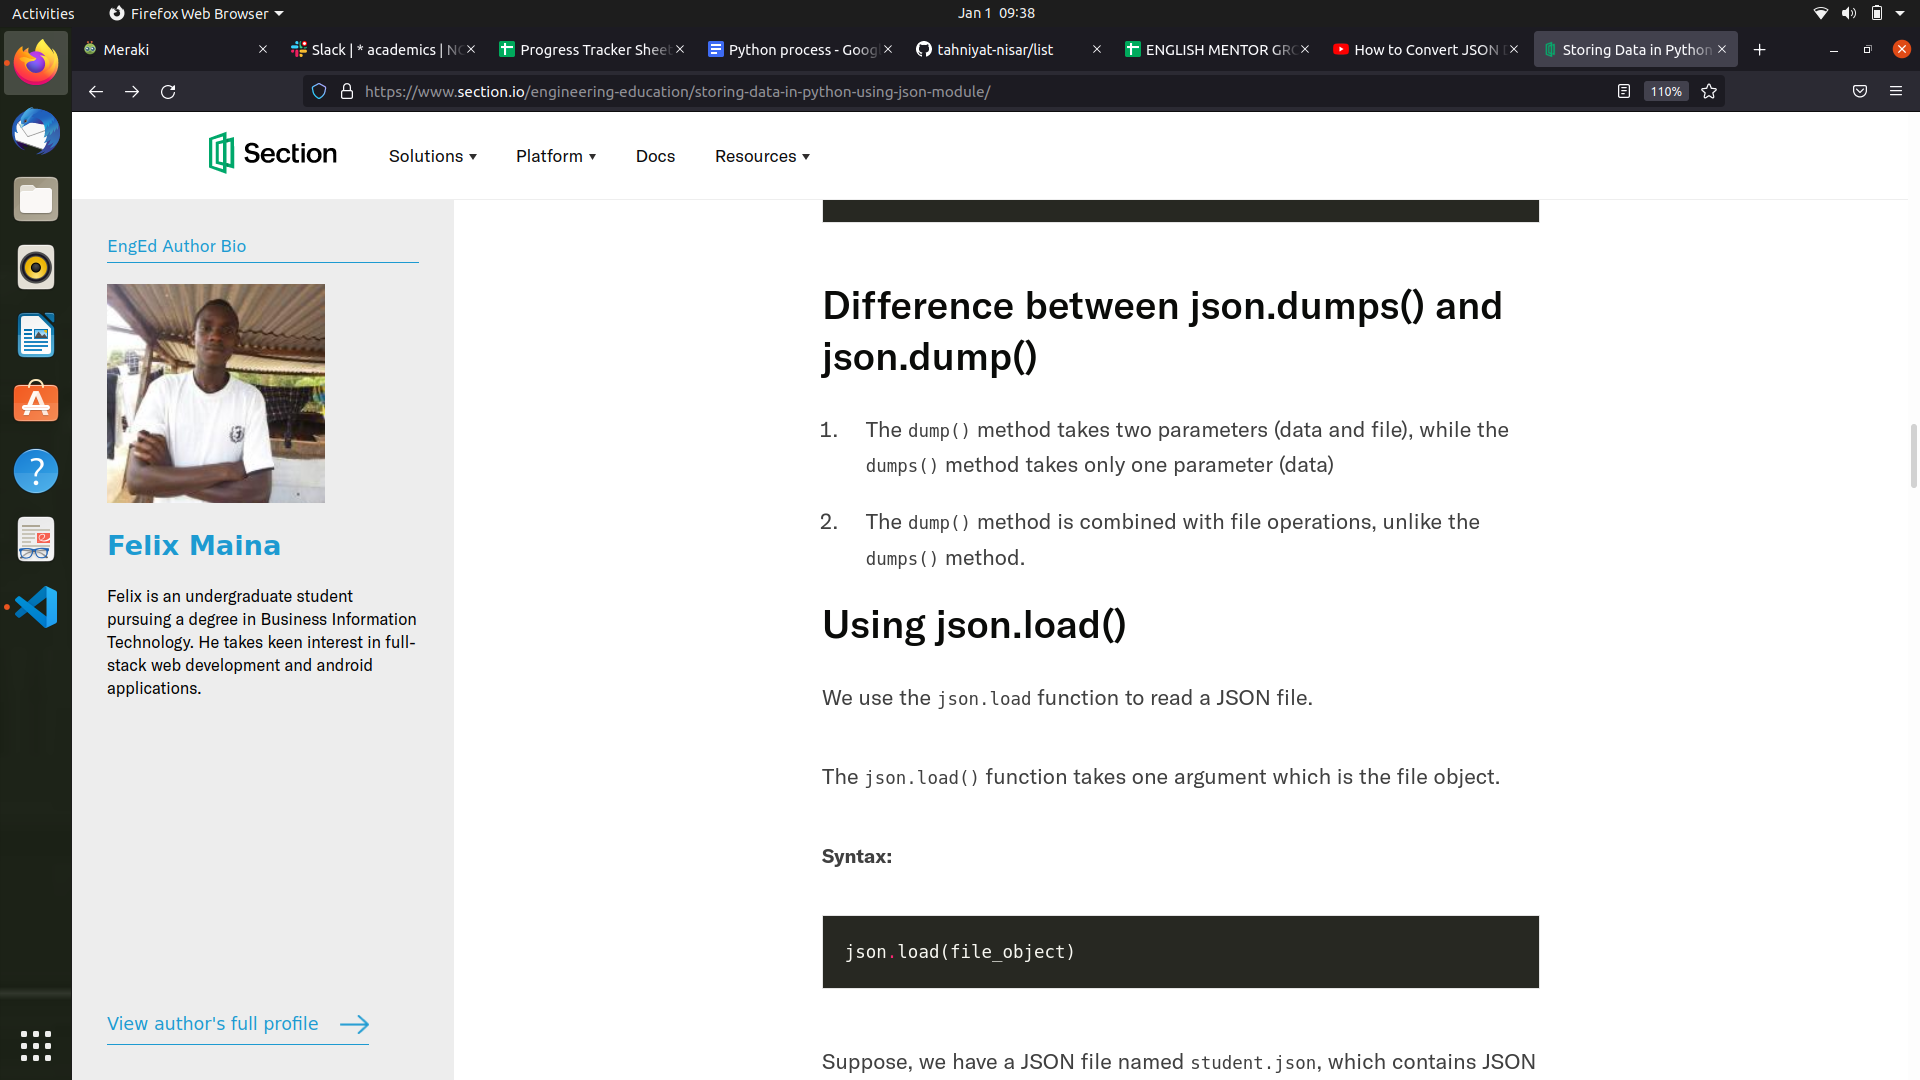 Activities
Firefox Web Browser
Jan 1 09:38
Meraki
Slack | * academics | NG
Progress Tracker Sheet
Python process - Goog
tahniyat-nisar/list
ENGLISH MENTOR GR
How to Convert JSON
Storing Data in Python
https://www.section.io/engineering-education/storing-data-in-python-using-json-module/
110%
Section
Solutions
Platform
Docs
Resources
EngEd Author Bio
Felix Maina
Felix is an undergraduate student
pursuing a degree in Business Information
Technology. He takes keen interest in full-
stack web development and android
applications.
View author's full profile
Difference between json.dumps() and
json.dump()
1. The dump() method takes two parameters (data and file), while the
dumps() method takes only one parameter (data)
2. The dump() method is combined with file operations, unlike the
dumps() method.
Using json.load()
We use the json.load function to read a JSON file.
The json.load() function takes one argument which is the file object.
Syntax:
json.load(file_object)
Suppose, we have a JSON file named student.json, which contains JSON